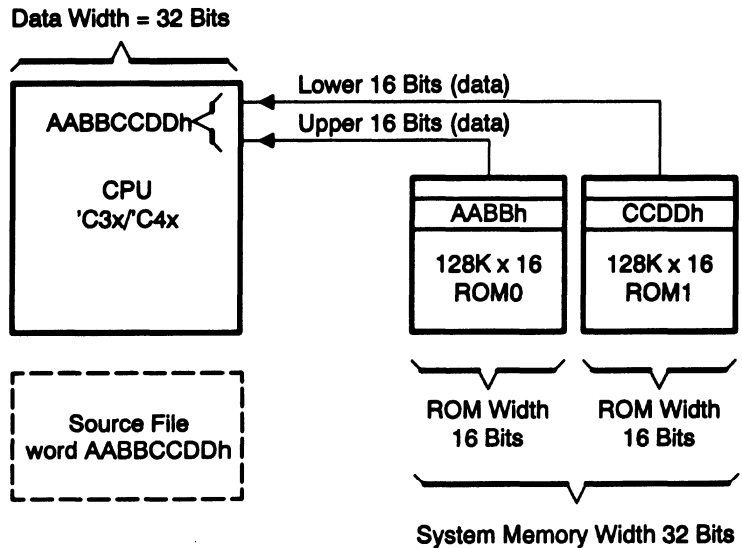 Data Width = 32 Bits
Lower 16 Bits (data)
AABBCCDDh
Upper 16 Bits (data)
CPU
'C3x/'C4x
AABBh
CCDDh
128K x 16
ROM0
128K x 16
ROM1
Source File
word AABBCCDDh
ROM Width
16 Bits
ROM Width
16 Bits
System Memory Width 32 Bits